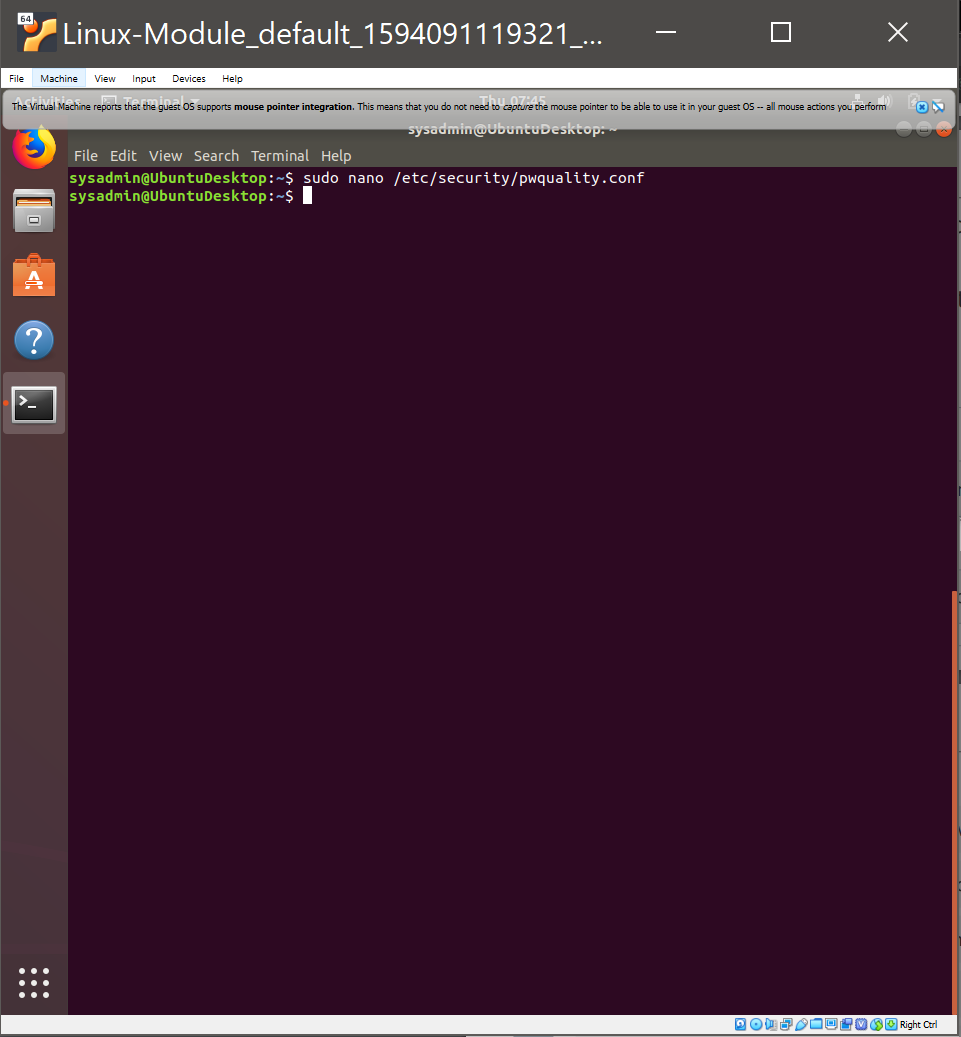 64
Linux-Module_default_1594091119321_...
File Machine View Input Devices Help
Activities Terminal Thu 07:45
The Virtual Machine reports that the guest OS supports mouse pointer integration. This means that you do not need to capture the mouse pointer to be able to use it in your guest OS -- all mouse actions you perform
sysadmin@UbuntuDesktop: ~
File Edit View Search Terminal Help
sysadmin@UbuntuDesktop:~$ sudo nano /etc/security/pwquality.conf
sysadmin@UbuntuDesktop:~$
Right Ctrl